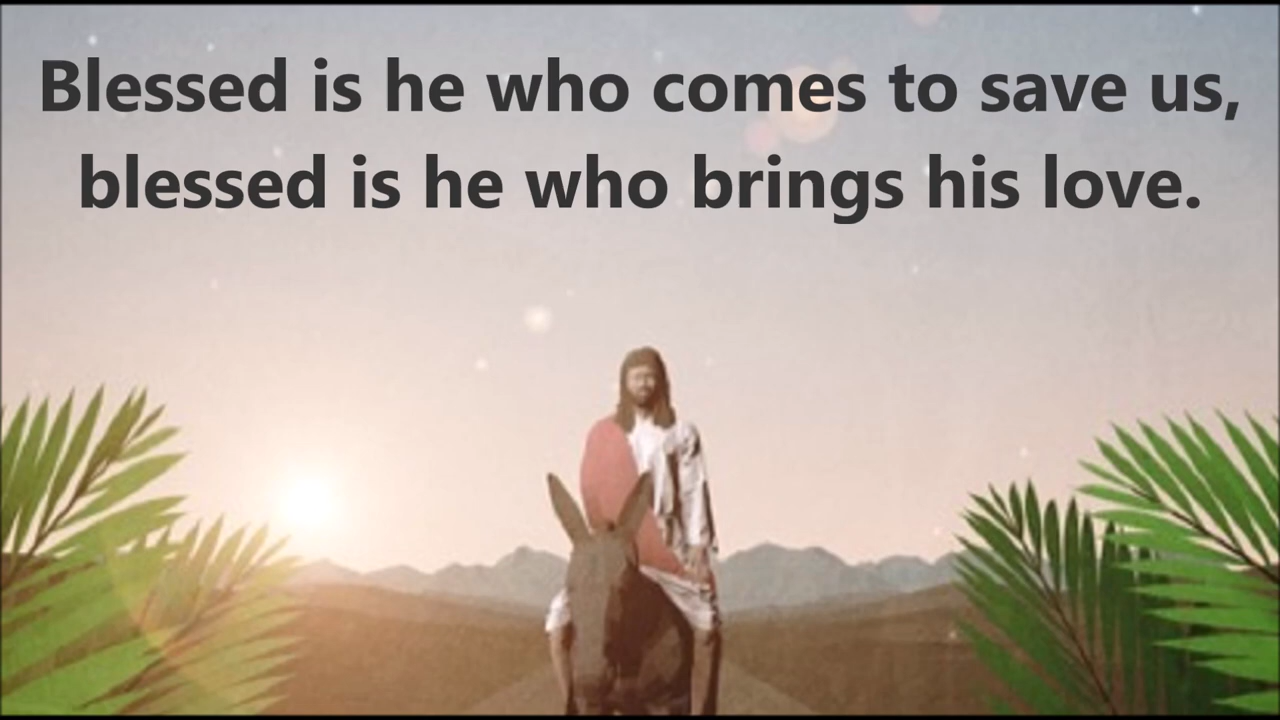 Blessed is he who comes to save us,
blessed is he who brings his love.